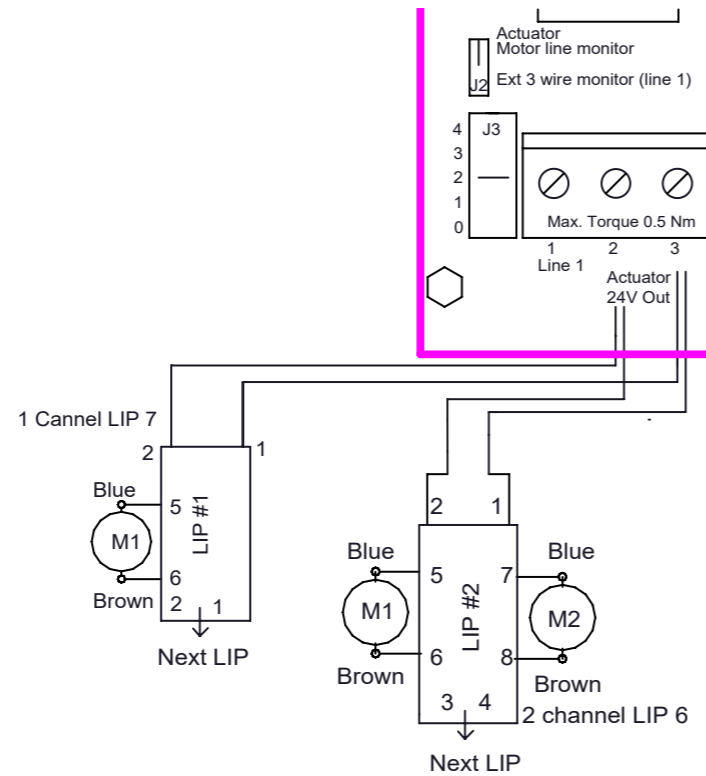 Actuator
Motor line monitor
J2 Ext 3 wire monitor (line 1)
4 J3
3
2
1
0
Max. Torque 0.5 Nm
1 2 3
Line 1
Actuator
24V Out
1 Cannel LIP 7
2 1
Blue
5
LIP #1
M1
6
Brown
2 1
Next LIP
2 1
Blue
5
7
Blue
LIP #2
M1
M2
6
8
Brown
Brown
3 4
2 channel LIP 6
Next LIP